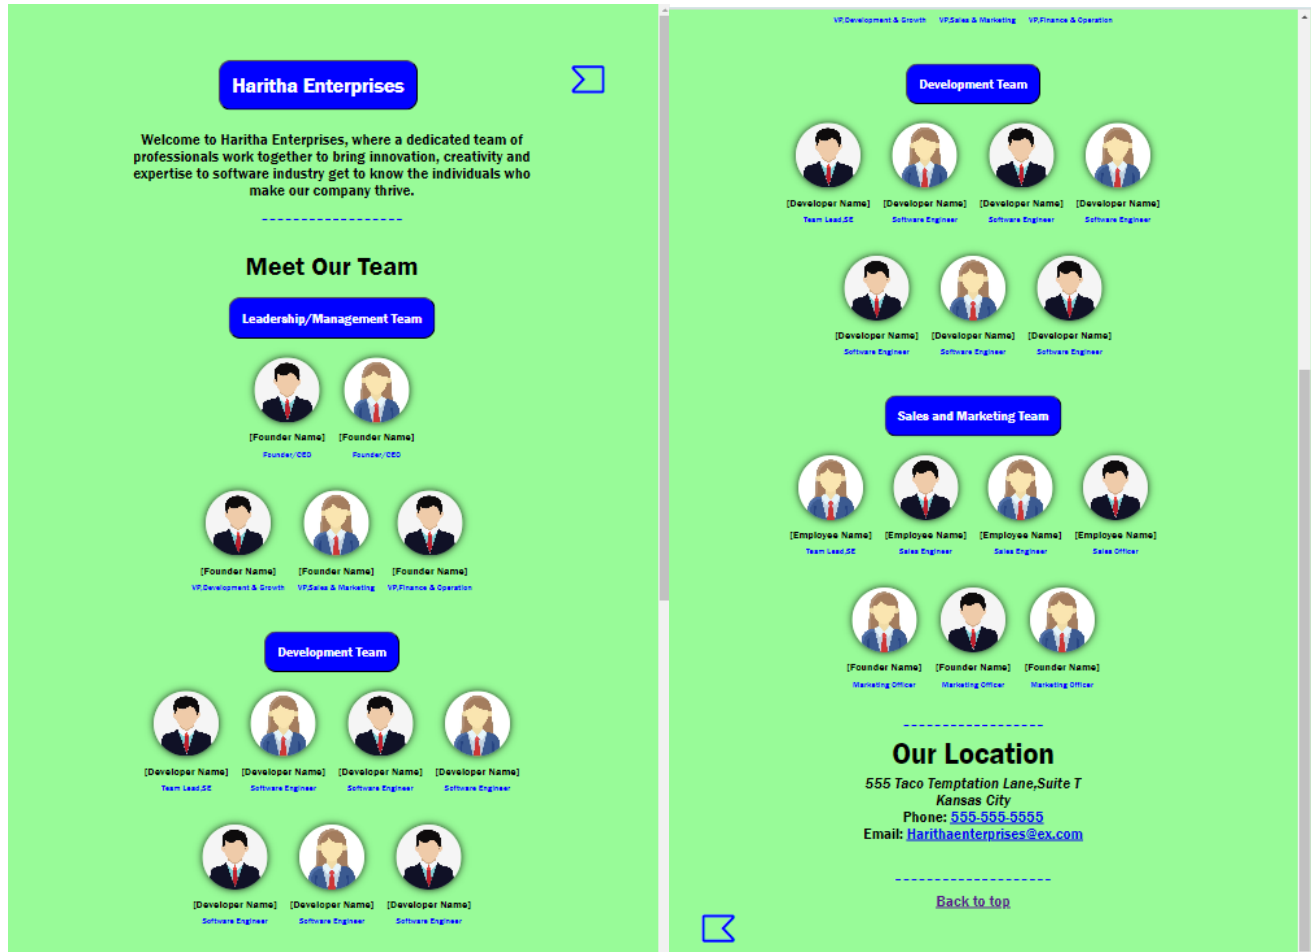 Haritha Enterprises
Welcome to Haritha Enterprises, where a dedicated team of
professionals work together to bring innovation, creativity and
expertise to software industry get to know the individuals who
make our company thrive.
------------------
Meet Our Team
Leadership/Management Team
[Founder Name] [Founder Name]
Founder/CEO Founder/CEO
[Founder Name] [Founder Name] [Founder Name]
VP,Development & Growth VP,Sales & Marketing VP,Finance & Operation
Development Team
[Developer Name] [Developer Name] [Developer Name] [Developer Name]
Team Lead,SE Software Engineer Software Engineer Software Engineer
[Developer Name] [Developer Name] [Developer Name]
Software Engineer Software Engineer Software Engineer
VP,Development & Growth VP,Sales & Marketing VP,Finance & Operation
Development Team
[Developer Name] [Developer Name] [Developer Name] [Developer Name]
Team Lead,SE Software Engineer Software Engineer Software Engineer
[Developer Name] [Developer Name] [Developer Name]
Software Engineer Software Engineer Software Engineer
Sales and Marketing Team
[Employee Name] [Employee Name] [Employee Name] [Employee Name]
Team Lead,SE Sales Engineer Sales Engineer Sales Officer
[Founder Name] [Founder Name] [Founder Name]
Marketing Officer Marketing Officer Marketing Officer
------------------
Our Location
555 Taco Temptation Lane,Suite T
Kansas City
Phone: 555-555-5555
Email: Harithaenterprises@ex.com
--------------------
Back to top